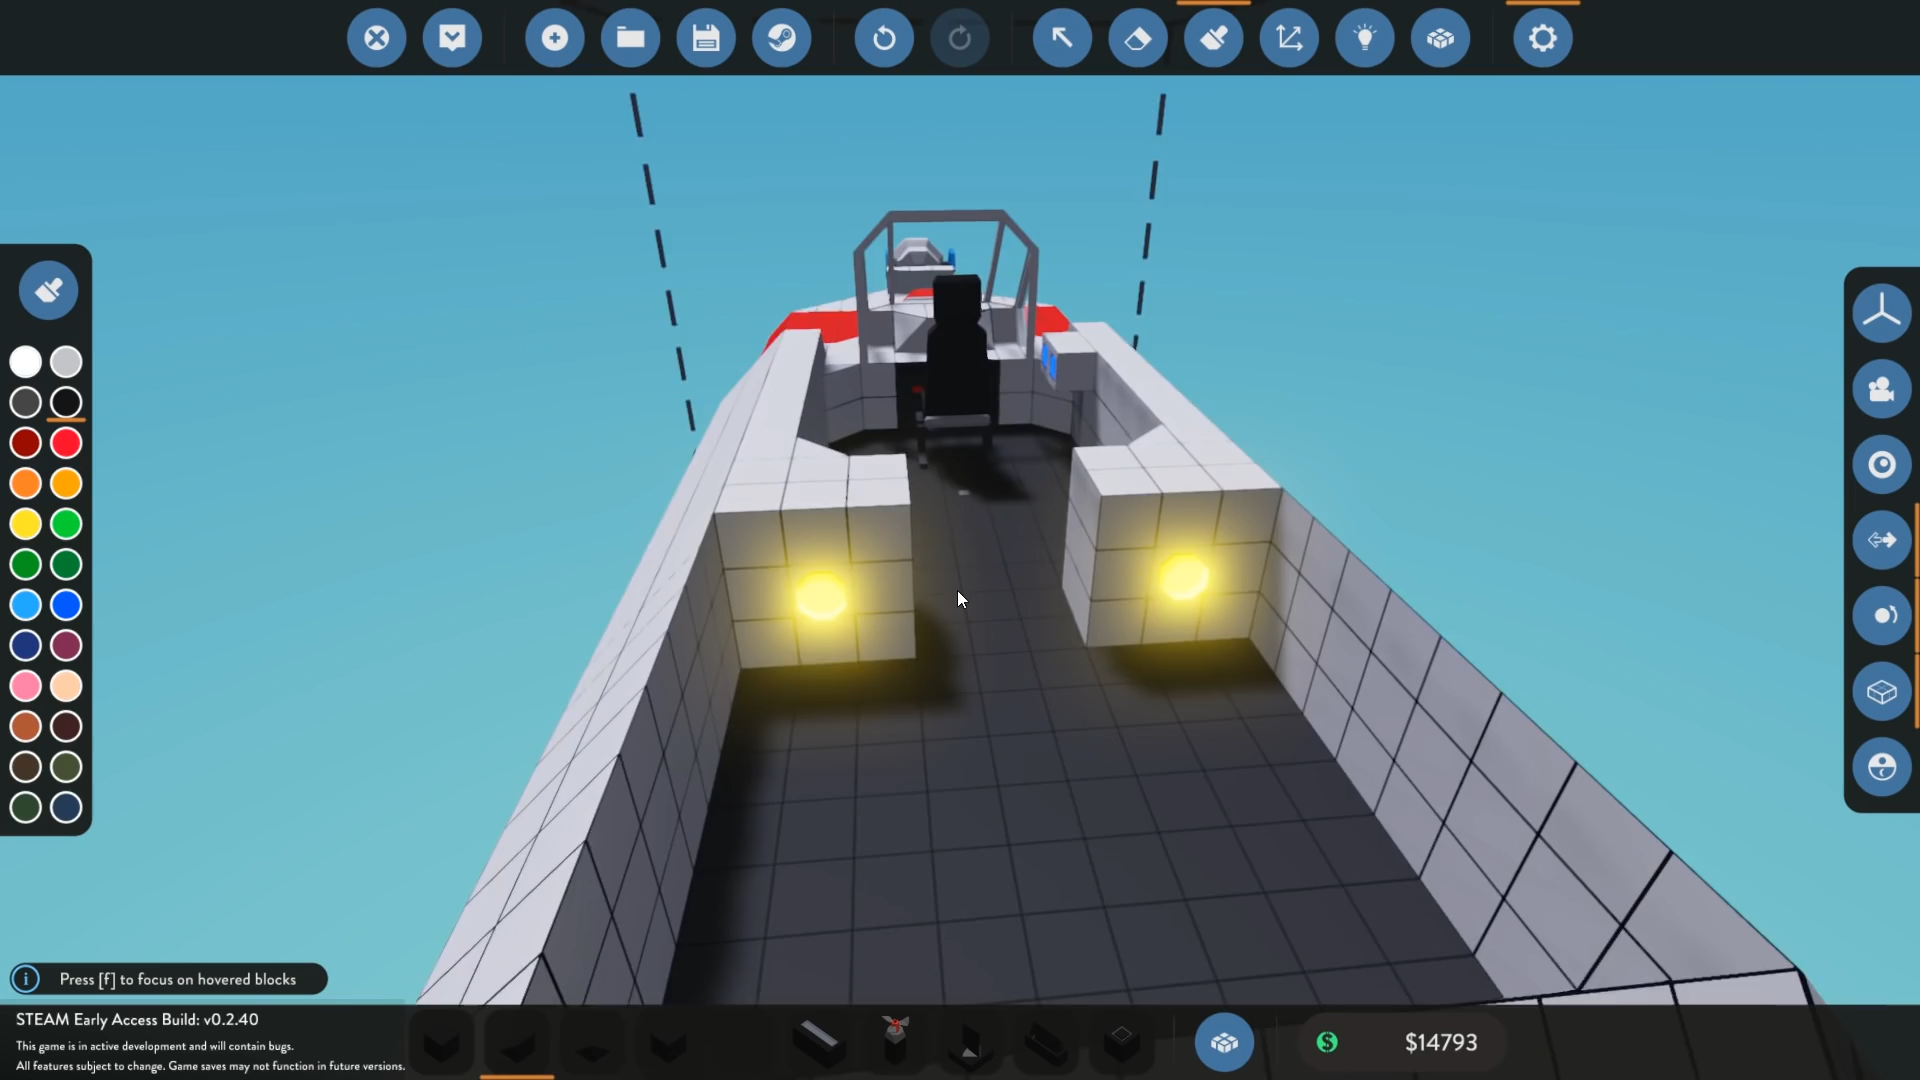 Press [f] to focus on hovered blocks
STEAM Early Access Build: v0.2.40
This game is in active development and will contain bugs.
All features subject to change. Game saves may not function in future versions.
$14793